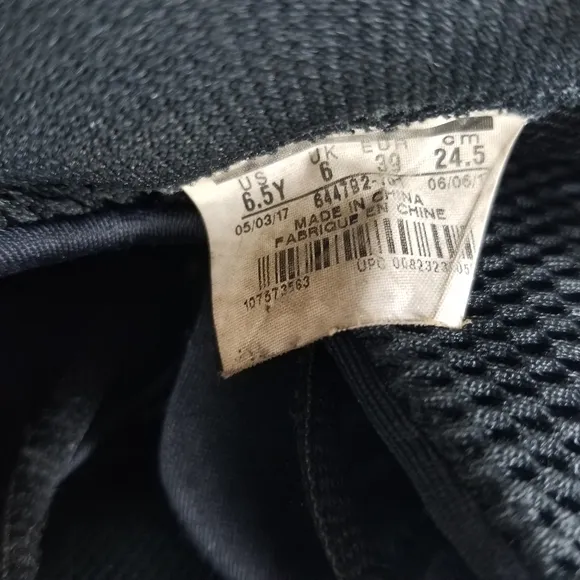 US UK EUR cm
6.5Y 6 39 24.5
05/03/17 06/06/
MADE IN CHINA
FABRIQUE EN CHINE
UPC
107573563